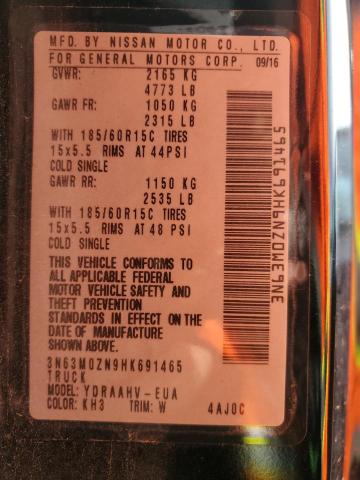 MFD. BY NISSAN MOTOR CO., LTD.
FOR GENERAL MOTORS CORP. 09/16
GVWR: 2165 KG
4773 LB
GAWR FR: 1050 KG
2315 LB
WITH 185/60R15C TIRES
15x5.5 RIMS AT 44PSI
COLD SINGLE
GAWR RR: 1150 KG
2535 LB
WITH 185/60R15C TIRES
15x5.5 RIMS AT 48 PSI
COLD SINGLE
THIS VEHICLE CONFORMS TO
ALL APPLICABLE FEDERAL
MOTOR VEHICLE SAFETY AND
THEFT PREVENTION
STANDARDS IN EFFECT ON THE
DATE OF MANUFACTURE
SHOWN ABOVE.
3N63M0ZN9HK691465
TRUCK
MODEL: YDRAAHV-EUA
COLOR: KH3 TRIM: W 4AJ0C
3N63M0ZN9HK691465